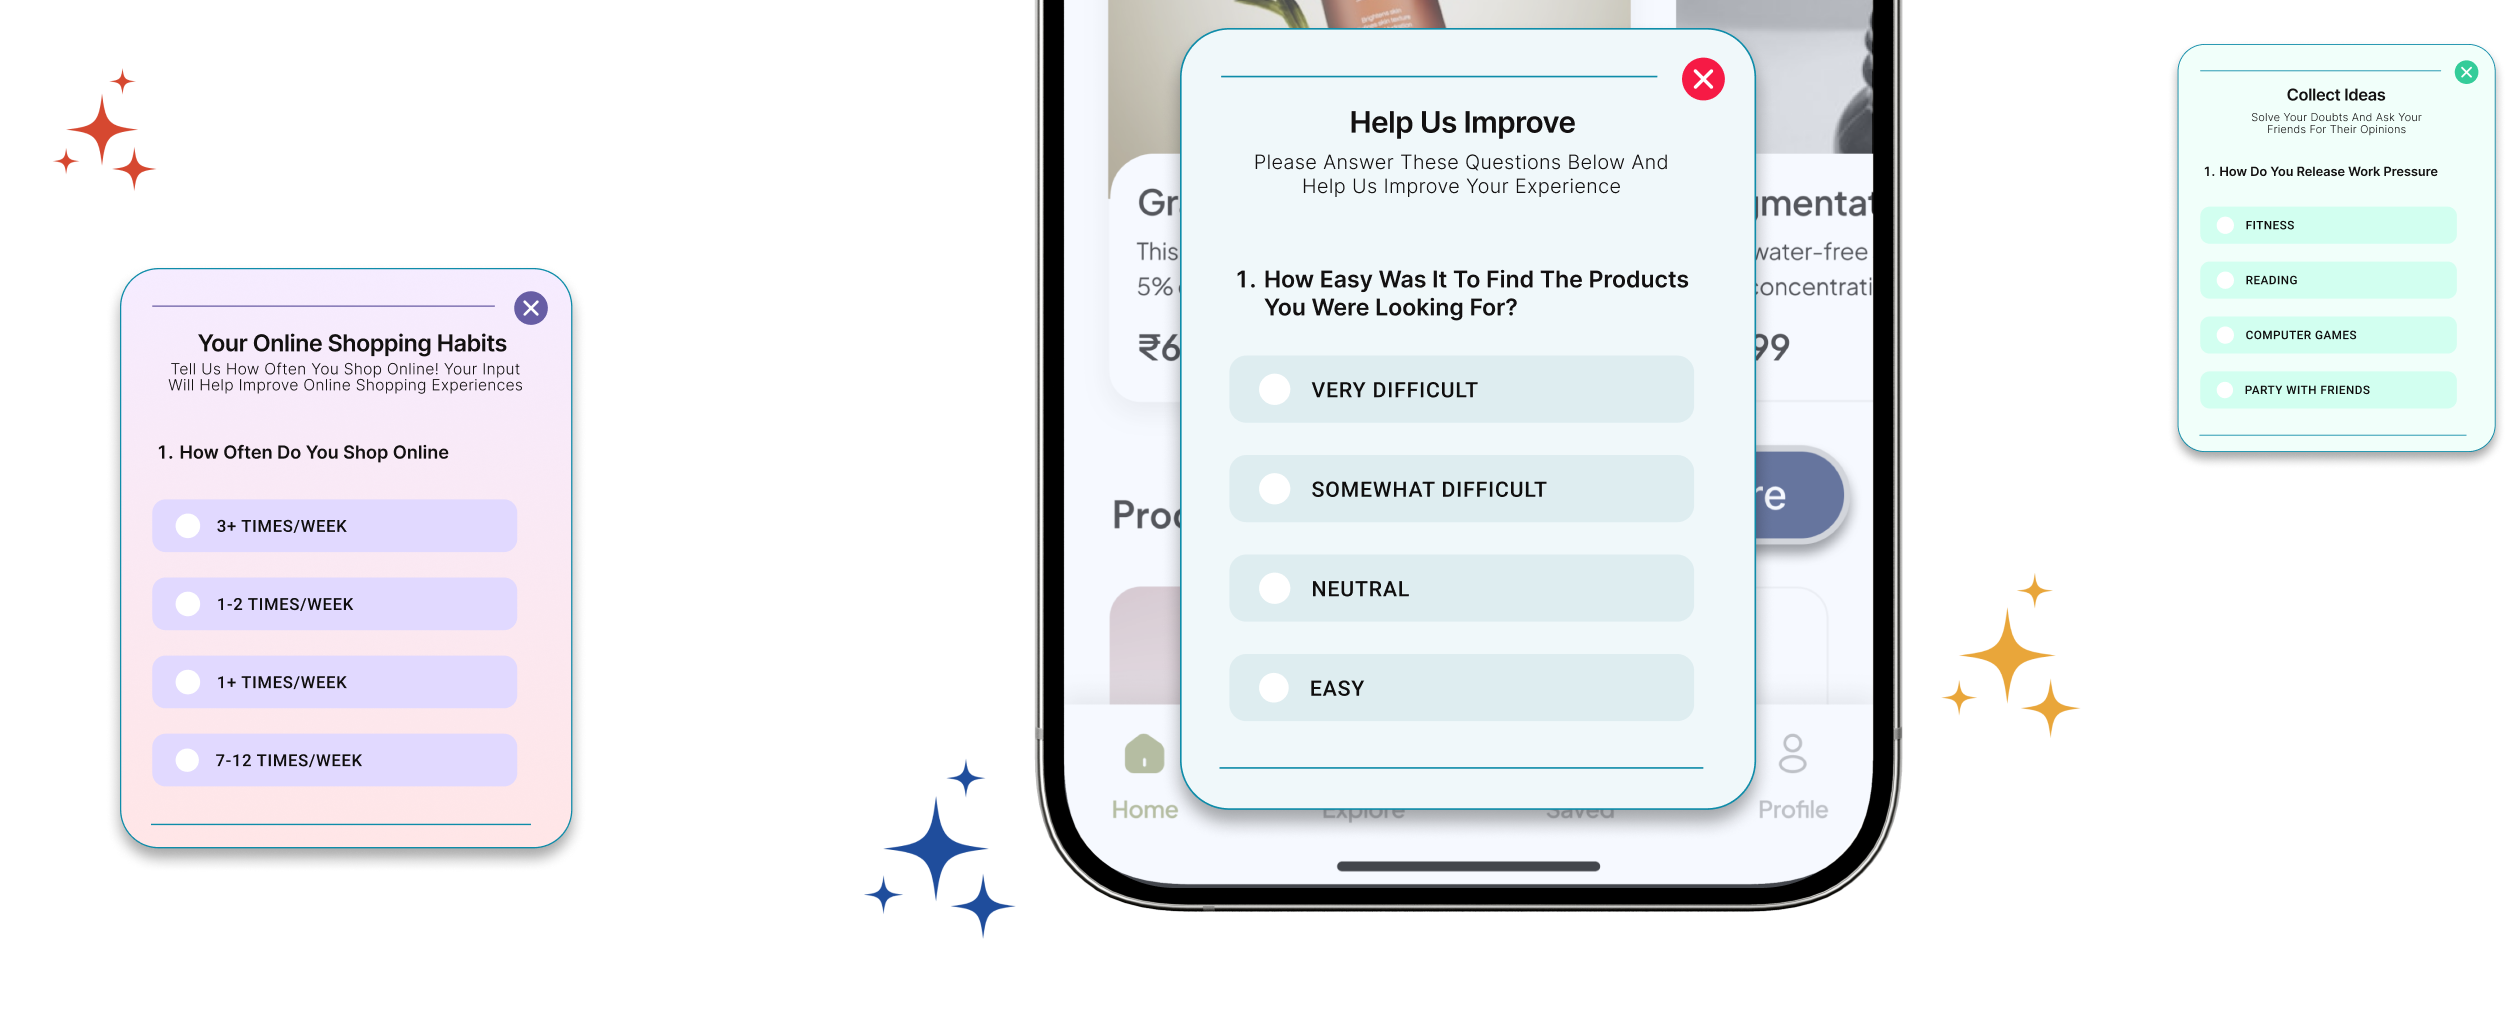 Your Online Shopping Habits
Tell Us How Often You Shop Online! Your Input
Will Help Improve Online Shopping Experiences
1. How Often Do You Shop Online
3+ TIMES/WEEK
1-2 TIMES/WEEK
1+ TIMES/WEEK
7-12 TIMES/WEEK
Brightens skin
skin texture
Help Us Improve
Please Answer These Questions Below And
Help Us Improve Your Experience
1. How Easy Was It To Find The Products
You Were Looking For?
VERY DIFFICULT
SOMEWHAT DIFFICULT
NEUTRAL
EASY
Gr
This
5%
₹6
Proc
gmentat
water-free
concentrati
99
re
Home
Explore
Saved
Profile
Collect Ideas
Solve Your Doubts And Ask Your
Friends For Their Opinions
1. How Do You Release Work Pressure
FITNESS
READING
COMPUTER GAMES
PARTY WITH FRIENDS